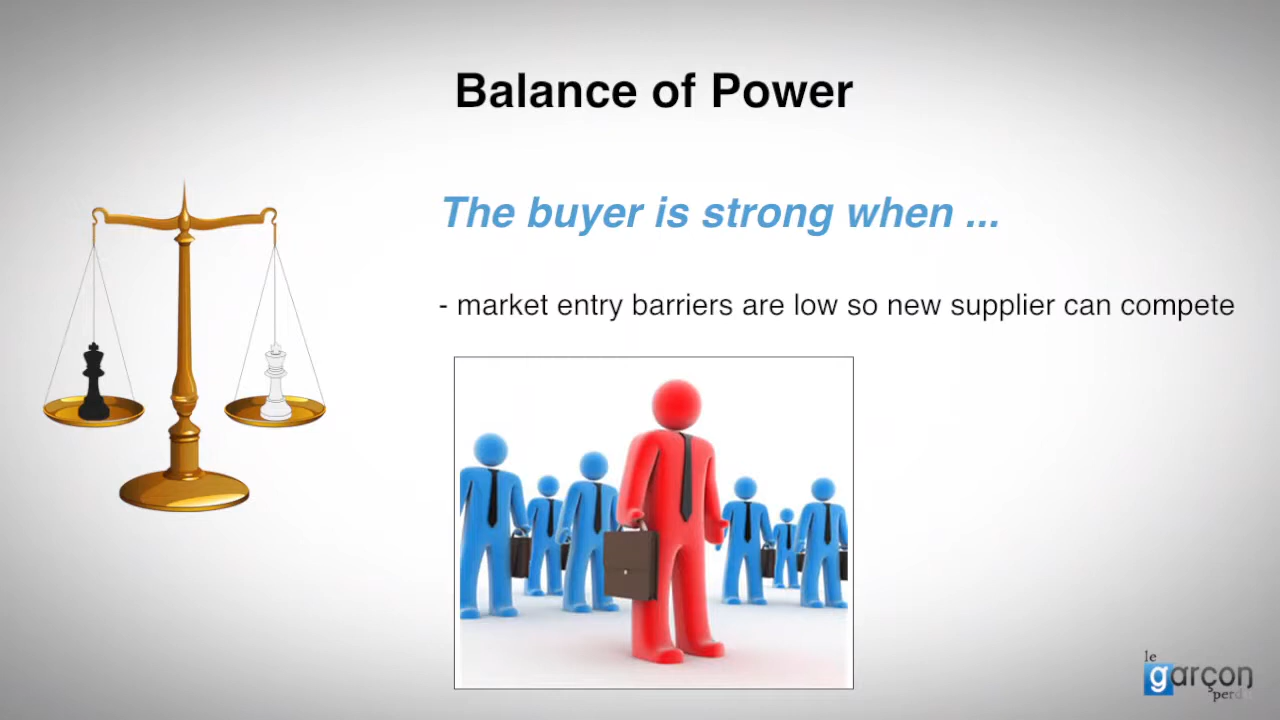 Balance of Power
The buyer is strong when ...
- market entry barriers are low so new supplier can compete
le
garçon